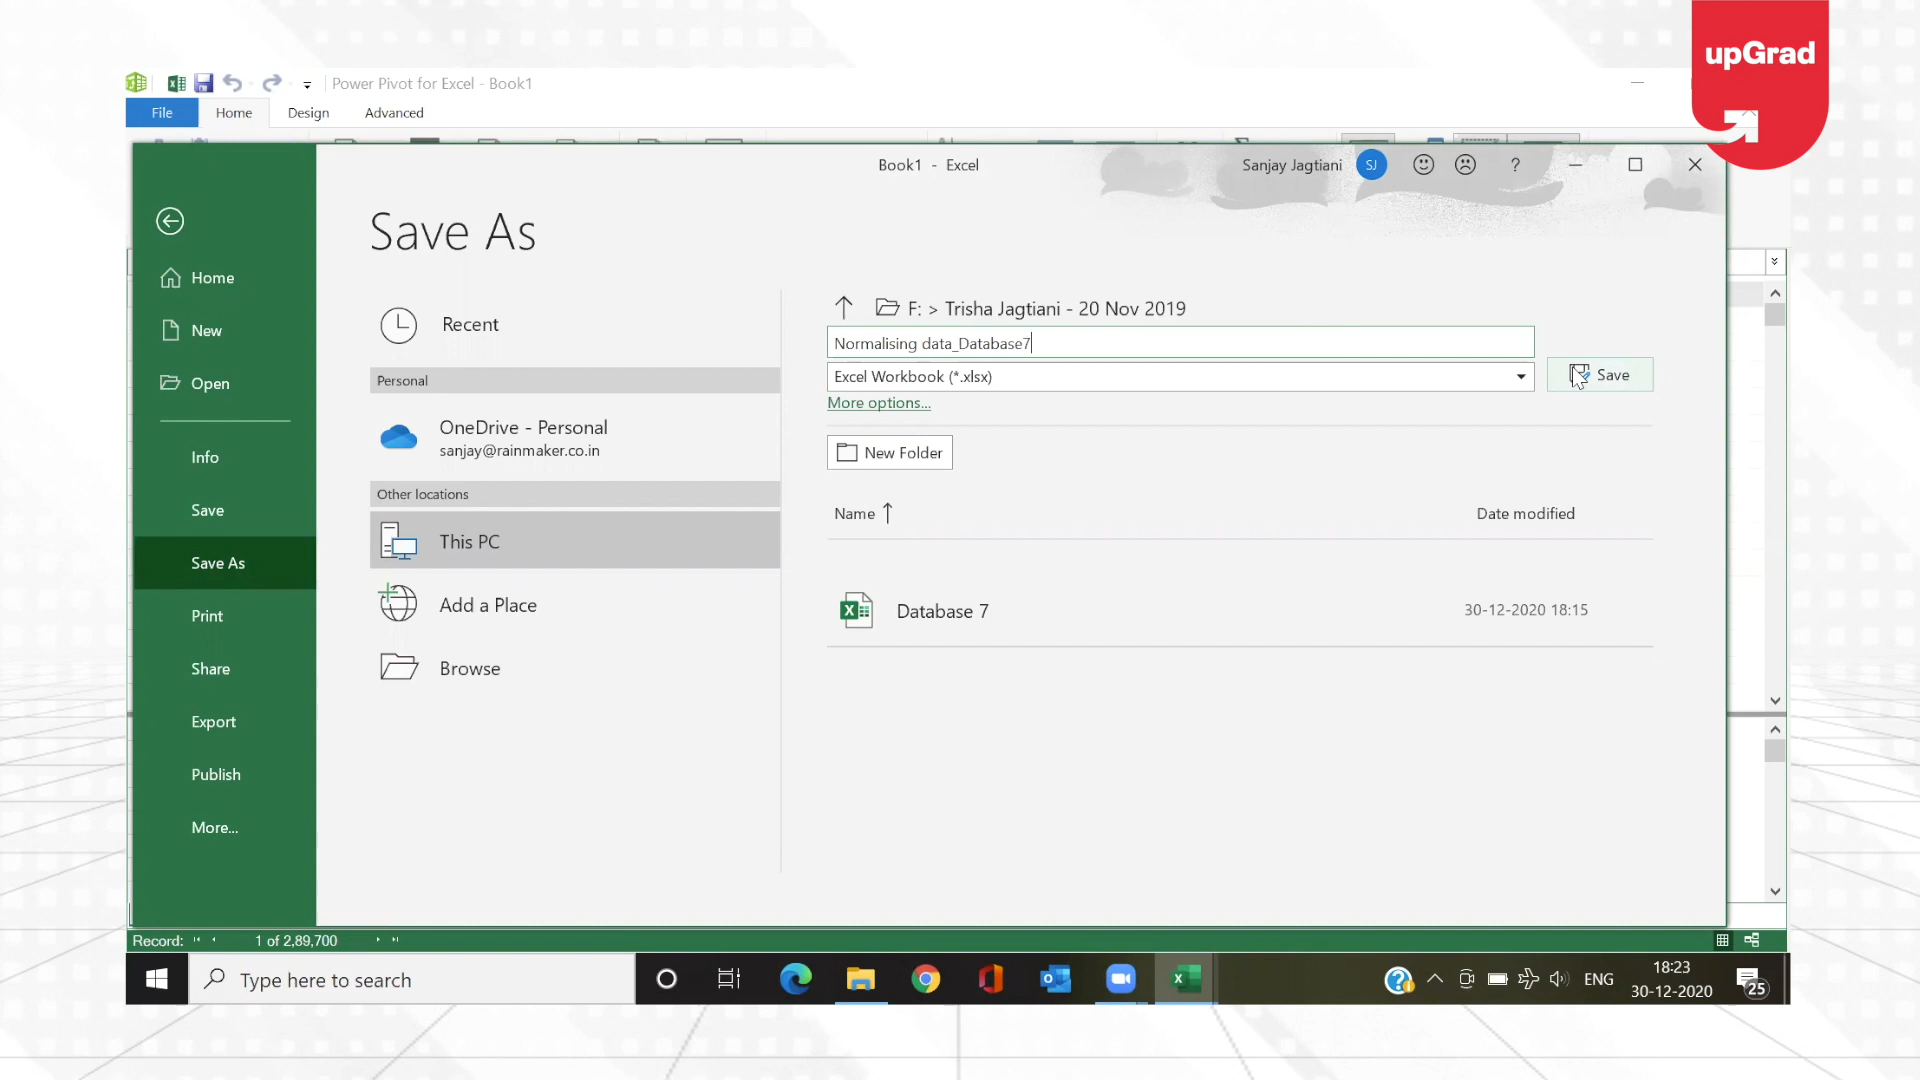 upGrad
Power Pivot for Excel - Book1
File
Home
Design
Advanced
Book1 - Excel
Sanjay Jagtiani
SJ
?
Save As
Home
New
Open
Info
Save
Save As
Print
Share
Export
Publish
More...
Recent
Personal
OneDrive - Personal
sanjay@rainmaker.co.in
Other locations
This PC
Add a Place
Browse
F: > Trisha Jagtiani - 20 Nov 2019
Normalising data_Database7
Excel Workbook (*.xlsx)
Save
More options...
New Folder
Name
Date modified
Database 7
30-12-2020 18:15
Record:
1 of 2,89,700
Type here to search
ENG
18:23
30-12-2020
25